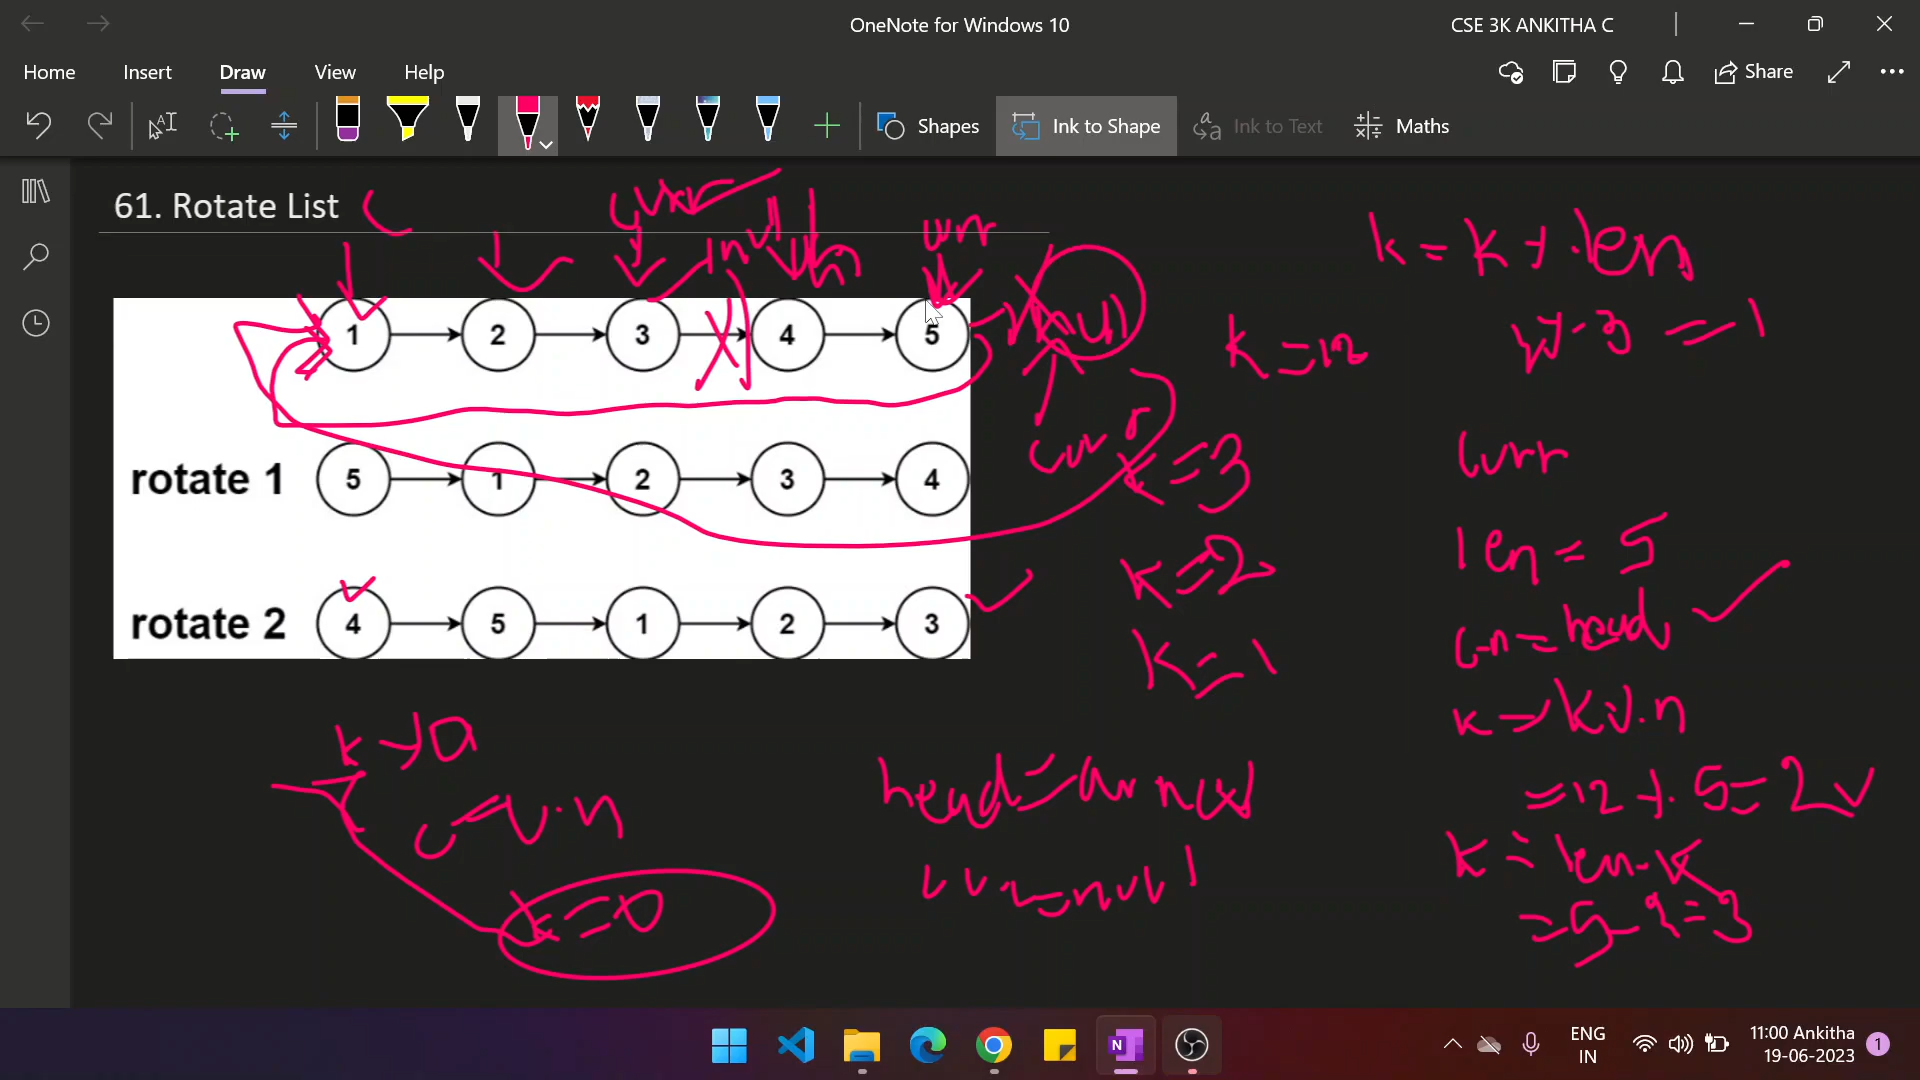 OneNote for Windows 10
CSE 3K ANKITHA C
Home Insert Draw View Help
Share
Shapes
Ink to Shape
Ink to Text
Maths
61. Rotate List
curr
null
curr
k = k % len
4 % 3 = 1
1 2 3 4 5
null
k = 12
curr
k = 3
curr
rotate 1 5 1 2 3 4
len = 5
k = 2
c.n = head
rotate 2 4 5 1 2 3
k = 1
k → k % n
= 12 % 5 = 2
head = curr next
c = c.n
k = len - k
curr = null
k = 0
= 5 - 2 = 3
ENG
IN
11:00 Ankitha
19-06-2023
1